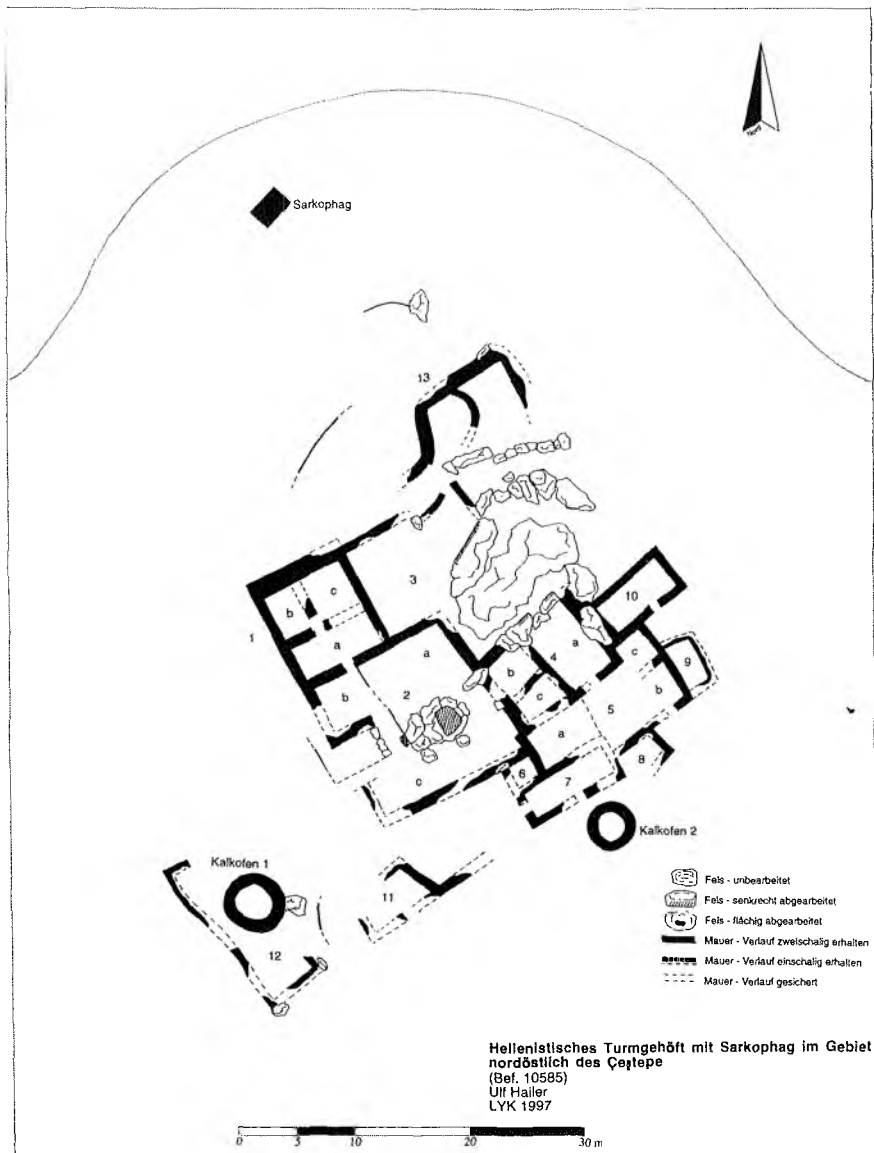 Nord
Sarkophag
13
3
b
c
1
a
b
a
2
c
10
a
4
b
c
c
9
5
b
a
6
7
8
Kalkofen 2
Kalkofen 1
11
12
Fels - unbearbeitet
Fels - senkrecht abgearbeitet
Fels - flächig abgearbeitet
Mauer - Verlauf zweischalig erhalten
Mauer - Verlauf einschalig erhalten
Mauer - Verlauf gesichert
Hellenistisches Turmgehöft mit Sarkophag im Gebiet
nordöstlich des Çeştepe
(Bef. 10585)
Ulf Hailer
LYK 1997
0 5 10 20 30 m